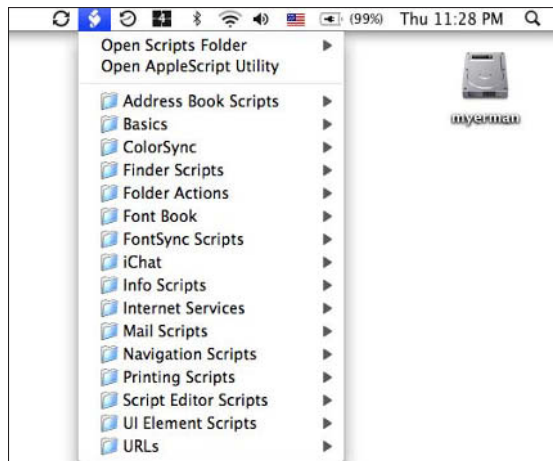 4 (99%) Thu 11:28 PM
Open Scripts Folder
Open AppleScript Utility
myerman
Address Book Scripts
Basics
ColorSync
Finder Scripts
Folder Actions
Font Book
FontSync Scripts
iChat
Info Scripts
Internet Services
Mail Scripts
Navigation Scripts
Printing Scripts
Script Editor Scripts
UI Element Scripts
URLs